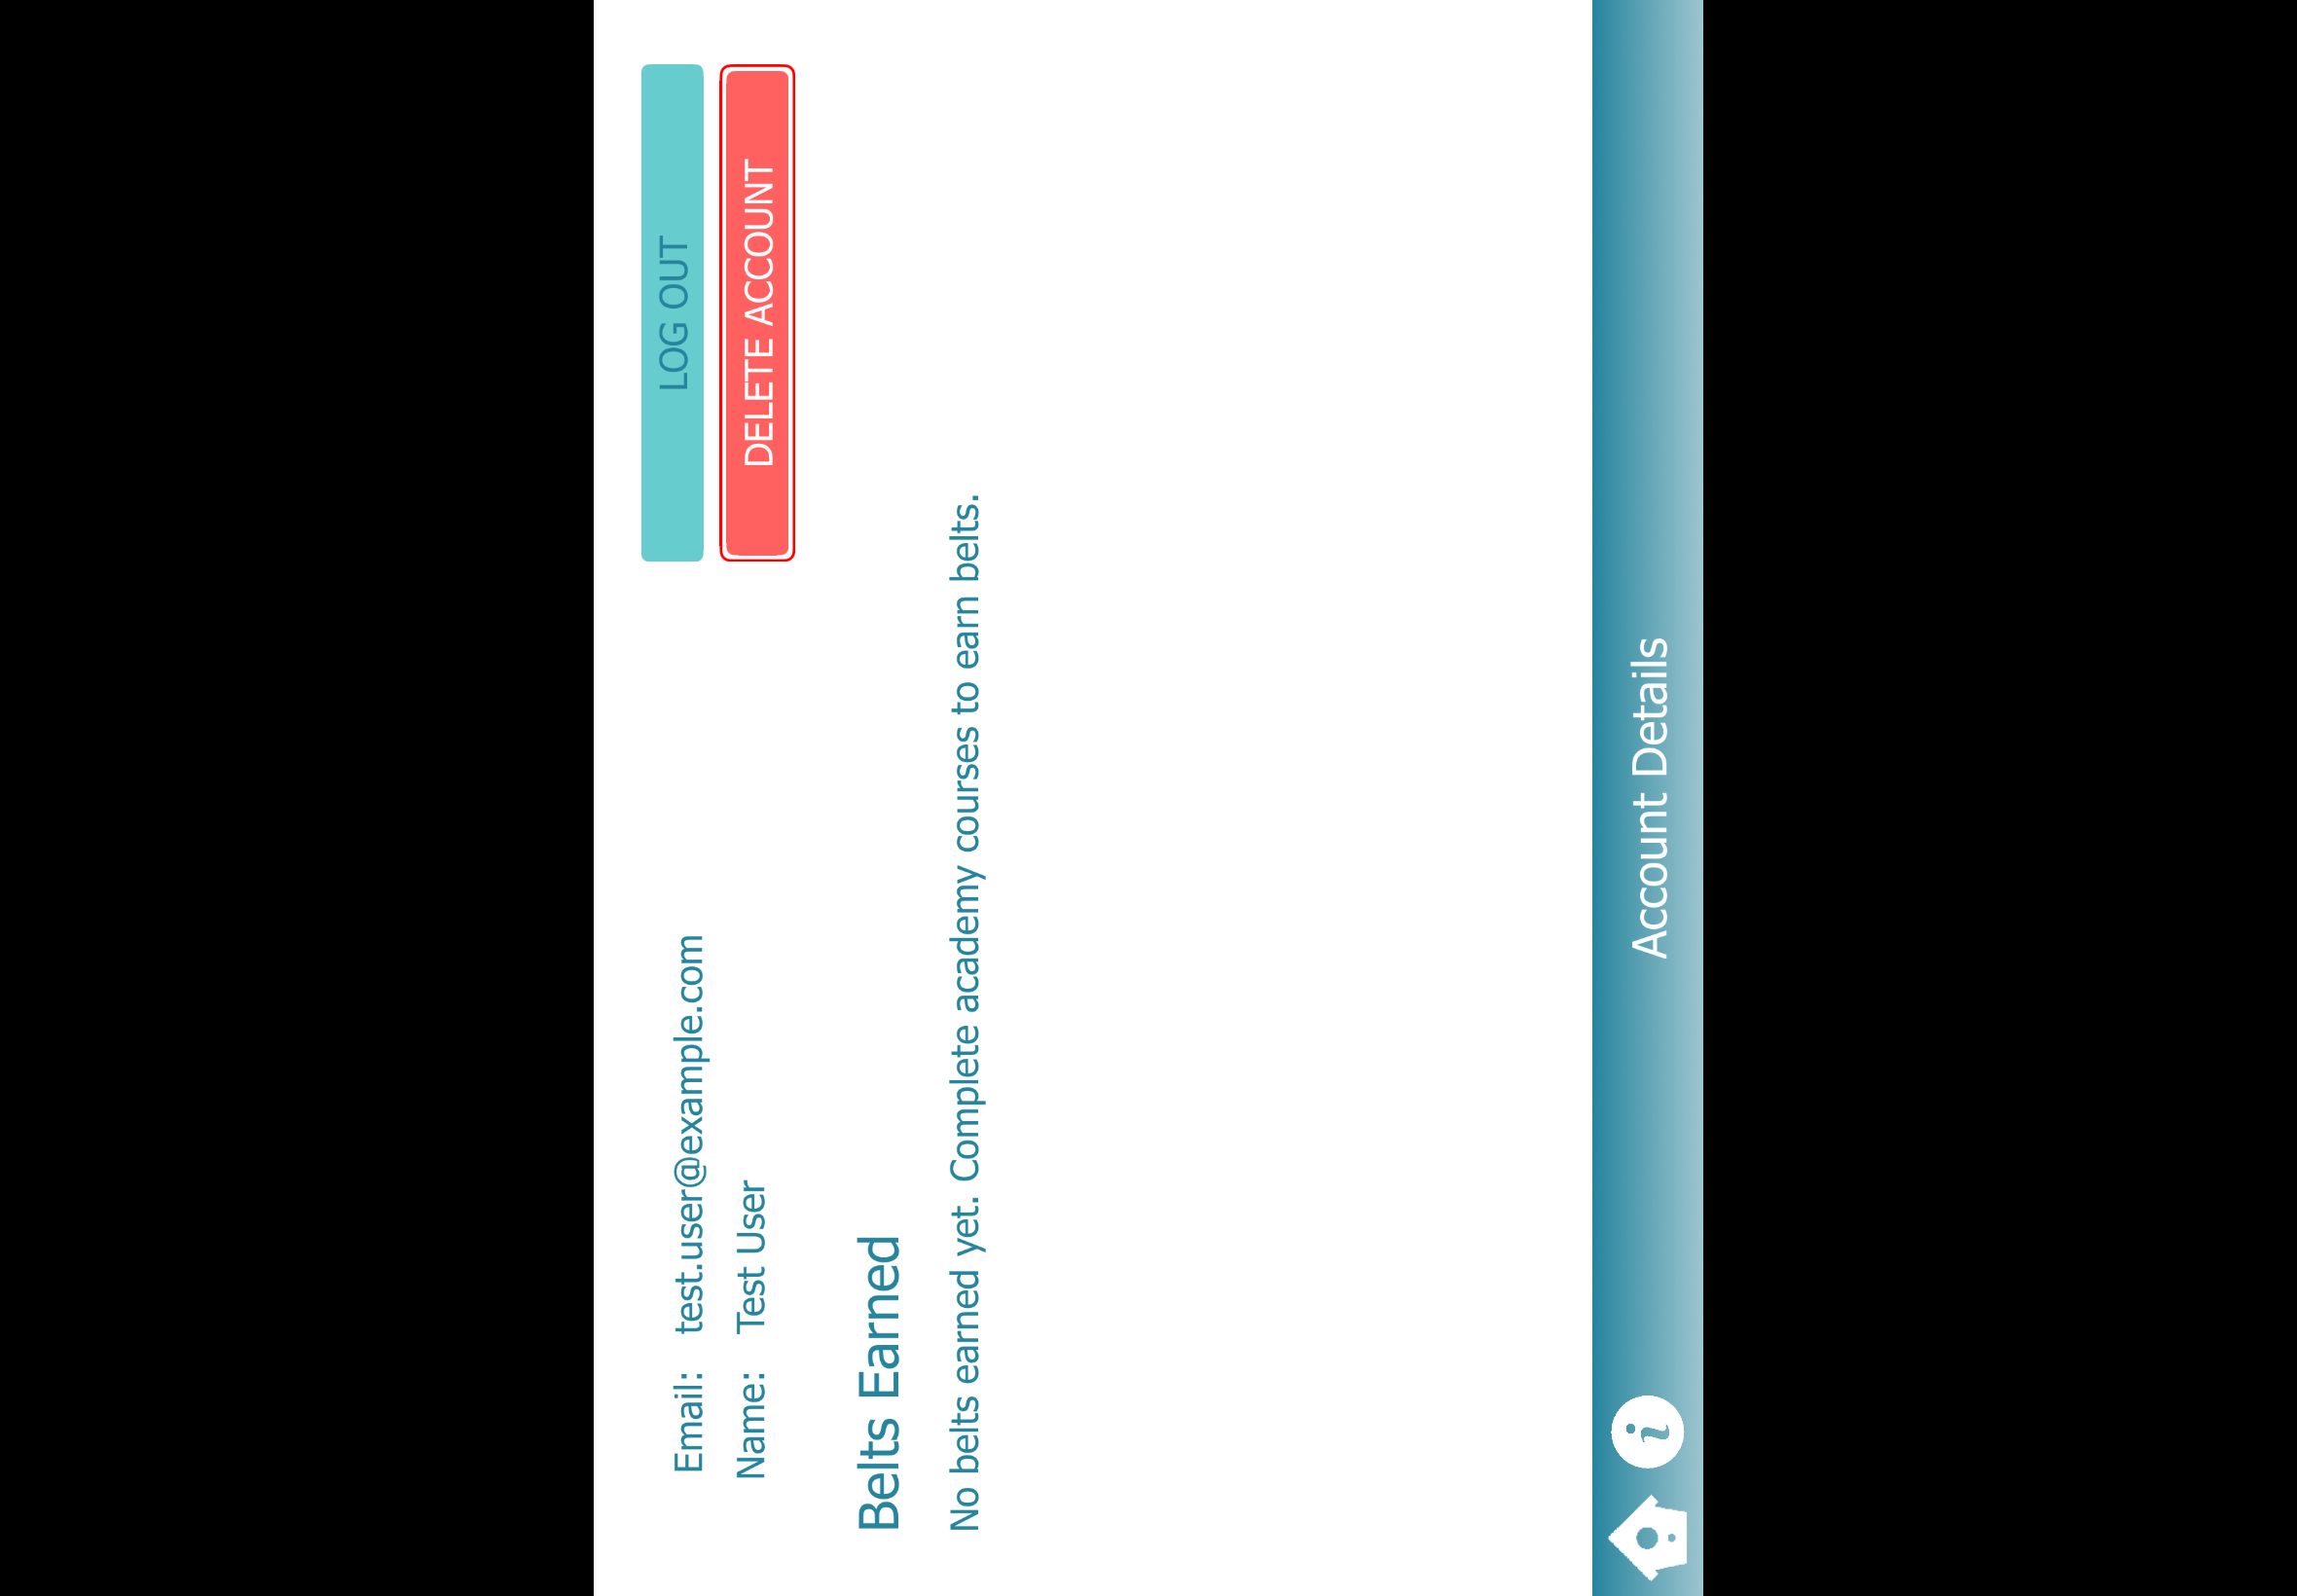 Email: test.user@example.com
LOG OUT
Name: Test User
DELETE ACCOUNT
Belts Earned
No belts earned yet. Complete academy courses to earn belts.
i
Account Details